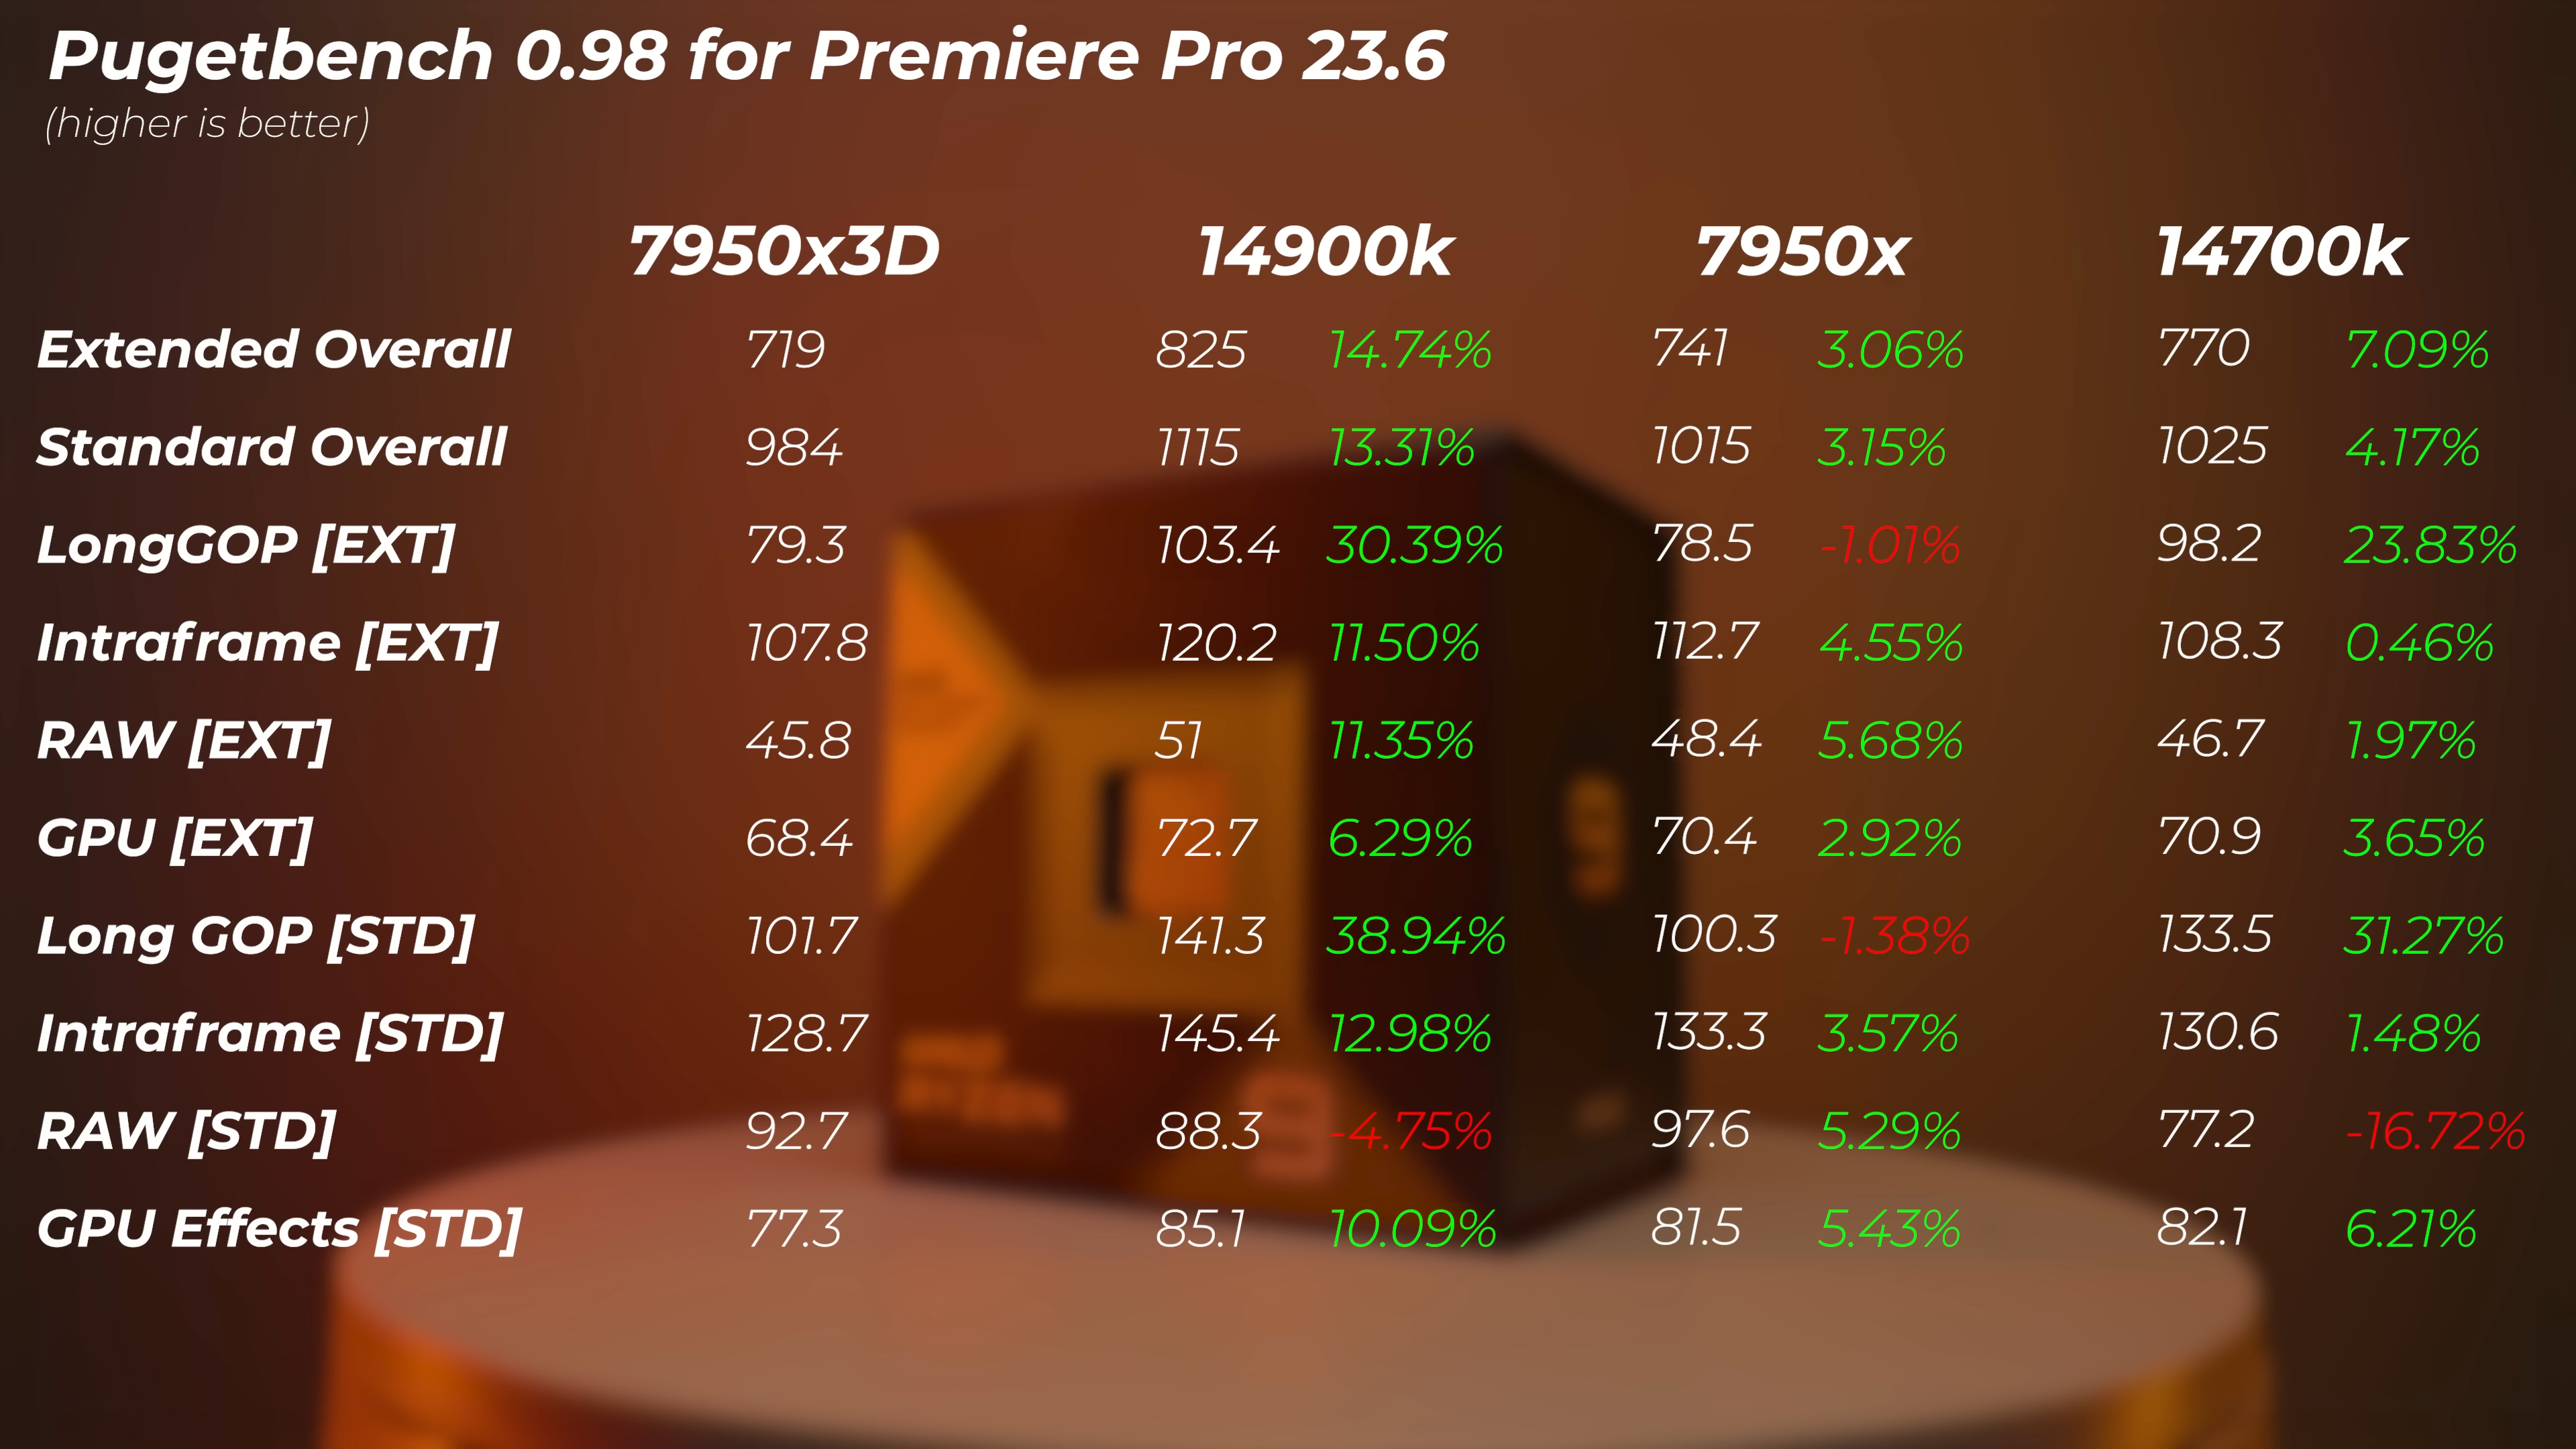 Pugetbench 0.98 for Premiere Pro 23.6
(higher is better)
7950x3D 14900k 7950x 14700k
Extended Overall 719 825 14.74% 741 3.06% 770 7.09%
Standard Overall 984 1115 13.31% 1015 3.15% 1025 4.17%
LongGOP [EXT] 79.3 103.4 30.39% 78.5 -1.01% 98.2 23.83%
Intraframe [EXT] 107.8 120.2 11.50% 112.7 4.55% 108.3 0.46%
RAW [EXT] 45.8 51 11.35% 48.4 5.68% 46.7 1.97%
GPU [EXT] 68.4 72.7 6.29% 70.4 2.92% 70.9 3.65%
Long GOP [STD] 101.7 141.3 38.94% 100.3 -1.38% 133.5 31.27%
Intraframe [STD] 128.7 145.4 12.98% 133.3 3.57% 130.6 1.48%
RAW [STD] 92.7 88.3 -4.75% 97.6 5.29% 77.2 -16.72%
GPU Effects [STD] 77.3 85.1 10.09% 81.5 5.43% 82.1 6.21%